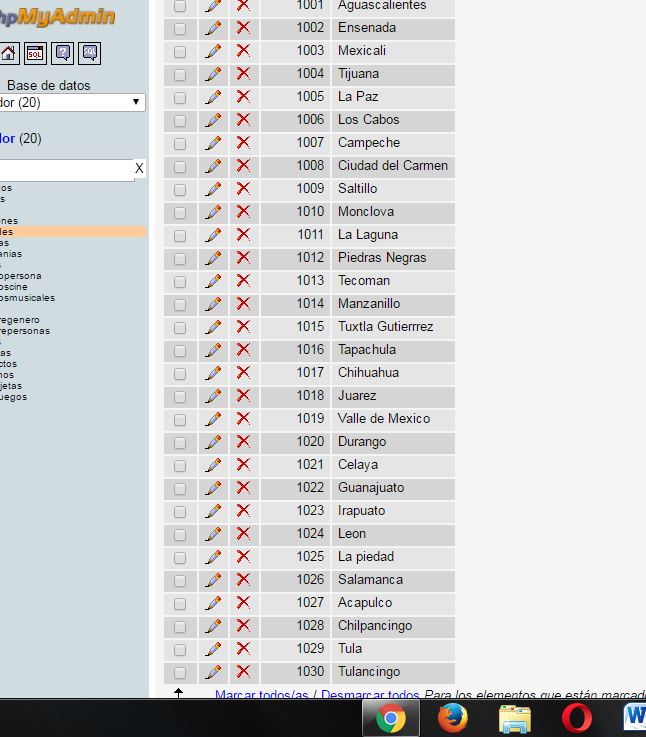 hpMyAdmin
SQL
?
SQL
Base de datos
dor (20)
dor (20)
X
os
s
nes
des
as
anias
s
opersona
oscine
osmusicales
regenero
repersonas
s
as
ctos
nos
jetas
uegos
1001 Aguascalientes
1002 Ensenada
1003 Mexicali
1004 Tijuana
1005 La Paz
1006 Los Cabos
1007 Campeche
1008 Ciudad del Carmen
1009 Saltillo
1010 Monclova
1011 La Laguna
1012 Piedras Negras
1013 Tecoman
1014 Manzanillo
1015 Tuxtla Gutierrrez
1016 Tapachula
1017 Chihuahua
1018 Juarez
1019 Valle de Mexico
1020 Durango
1021 Celaya
1022 Guanajuato
1023 Irapuato
1024 Leon
1025 La piedad
1026 Salamanca
1027 Acapulco
1028 Chilpancingo
1029 Tula
1030 Tulancingo
Marcar todos/as / Desmarcar todos Para los elementos que están marcad
W